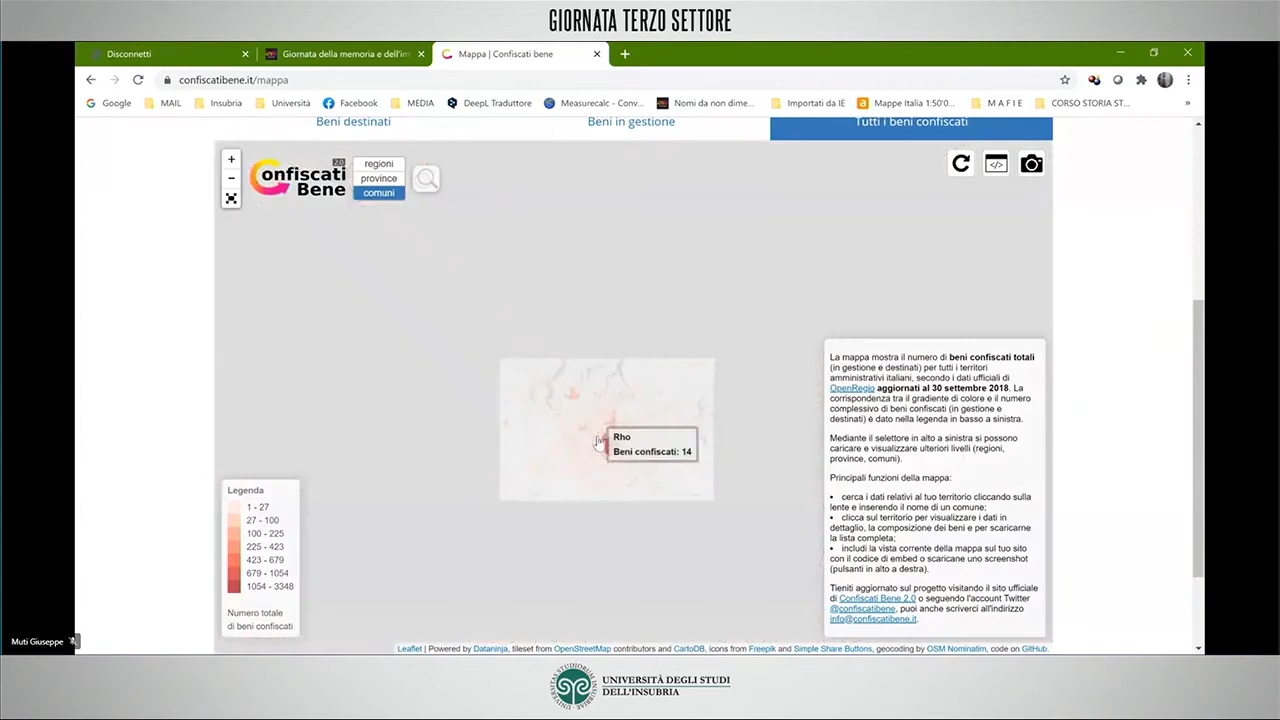 GIORNATA TERZO SETTORE
Disconnetti
Giornata della memoria e dell'im
Mappa | Confiscati bene
confiscatibene.it/mappa
Google
MAIL
Insubria
Università
Facebook
MEDIA
DeepL Traduttore
Measurecalc - Conv...
Nomi da non dime...
Importati da IE
Mappe Italia 1:50'0...
M A F I E
CORSO STORIA ST...
»
Beni destinati
Beni in gestione
Tutti i beni confiscati
+
−
Confiscati
Bene
2.0
regioni
province
comuni
</>
Rho
Beni confiscati: 14
La mappa mostra il numero di beni confiscati totali
(in gestione e destinati) per tutti i territori
amministrativi italiani, secondo i dati ufficiali di
OpenRegio aggiornati al 30 settembre 2018. La
corrispondenza tra il gradiente di colore e il numero
complessivo di beni confiscati (in gestione e
destinati) è dato nella legenda in basso a sinistra.
Mediante il selettore in alto a sinistra si possono
caricare e visualizzare ulteriori livelli (regioni,
province, comuni).
Principali funzioni della mappa:
• cerca i dati relativi al tuo territorio cliccando sulla
lente e inserendo il nome di un comune;
• clicca sul territorio per visualizzare i dati in
dettaglio, la composizione dei beni e per scaricarne
la lista completa;
• includi la vista corrente della mappa sul tuo sito
con il codice di embed o scaricane uno screenshot
(pulsanti in alto a destra).
Tieniti aggiornato sul progetto visitando il sito ufficiale
di Confiscati Bene 2.0 o seguendo l'account Twitter
@confiscatibene, puoi anche scriverci all'indirizzo
info@confiscatibene.it.
Legenda
1 - 27
27 - 100
100 - 225
225 - 423
423 - 679
679 - 1054
1054 - 3348
Numero totale
di beni confiscati
Muti Giuseppe
Leaflet | Powered by Dataninja, tileset from OpenStreetMap contributors and CartoDB, icons from Freepik and Simple Share Buttons, geocoding by OSM Nominatim, code on GitHub.
UNIVERSITÀ DEGLI STUDI
DELL'INSUBRIA